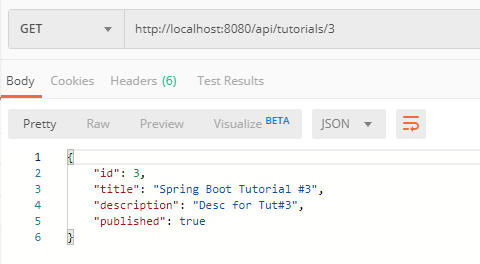 GET http://localhost:8080/api/tutorials/3
Body Cookies Headers (6) Test Results
Pretty Raw Preview Visualize BETA JSON
1 {
2 "id": 3,
3 "title": "Spring Boot Tutorial #3",
4 "description": "Desc for Tut#3",
5 "published": true
6 }